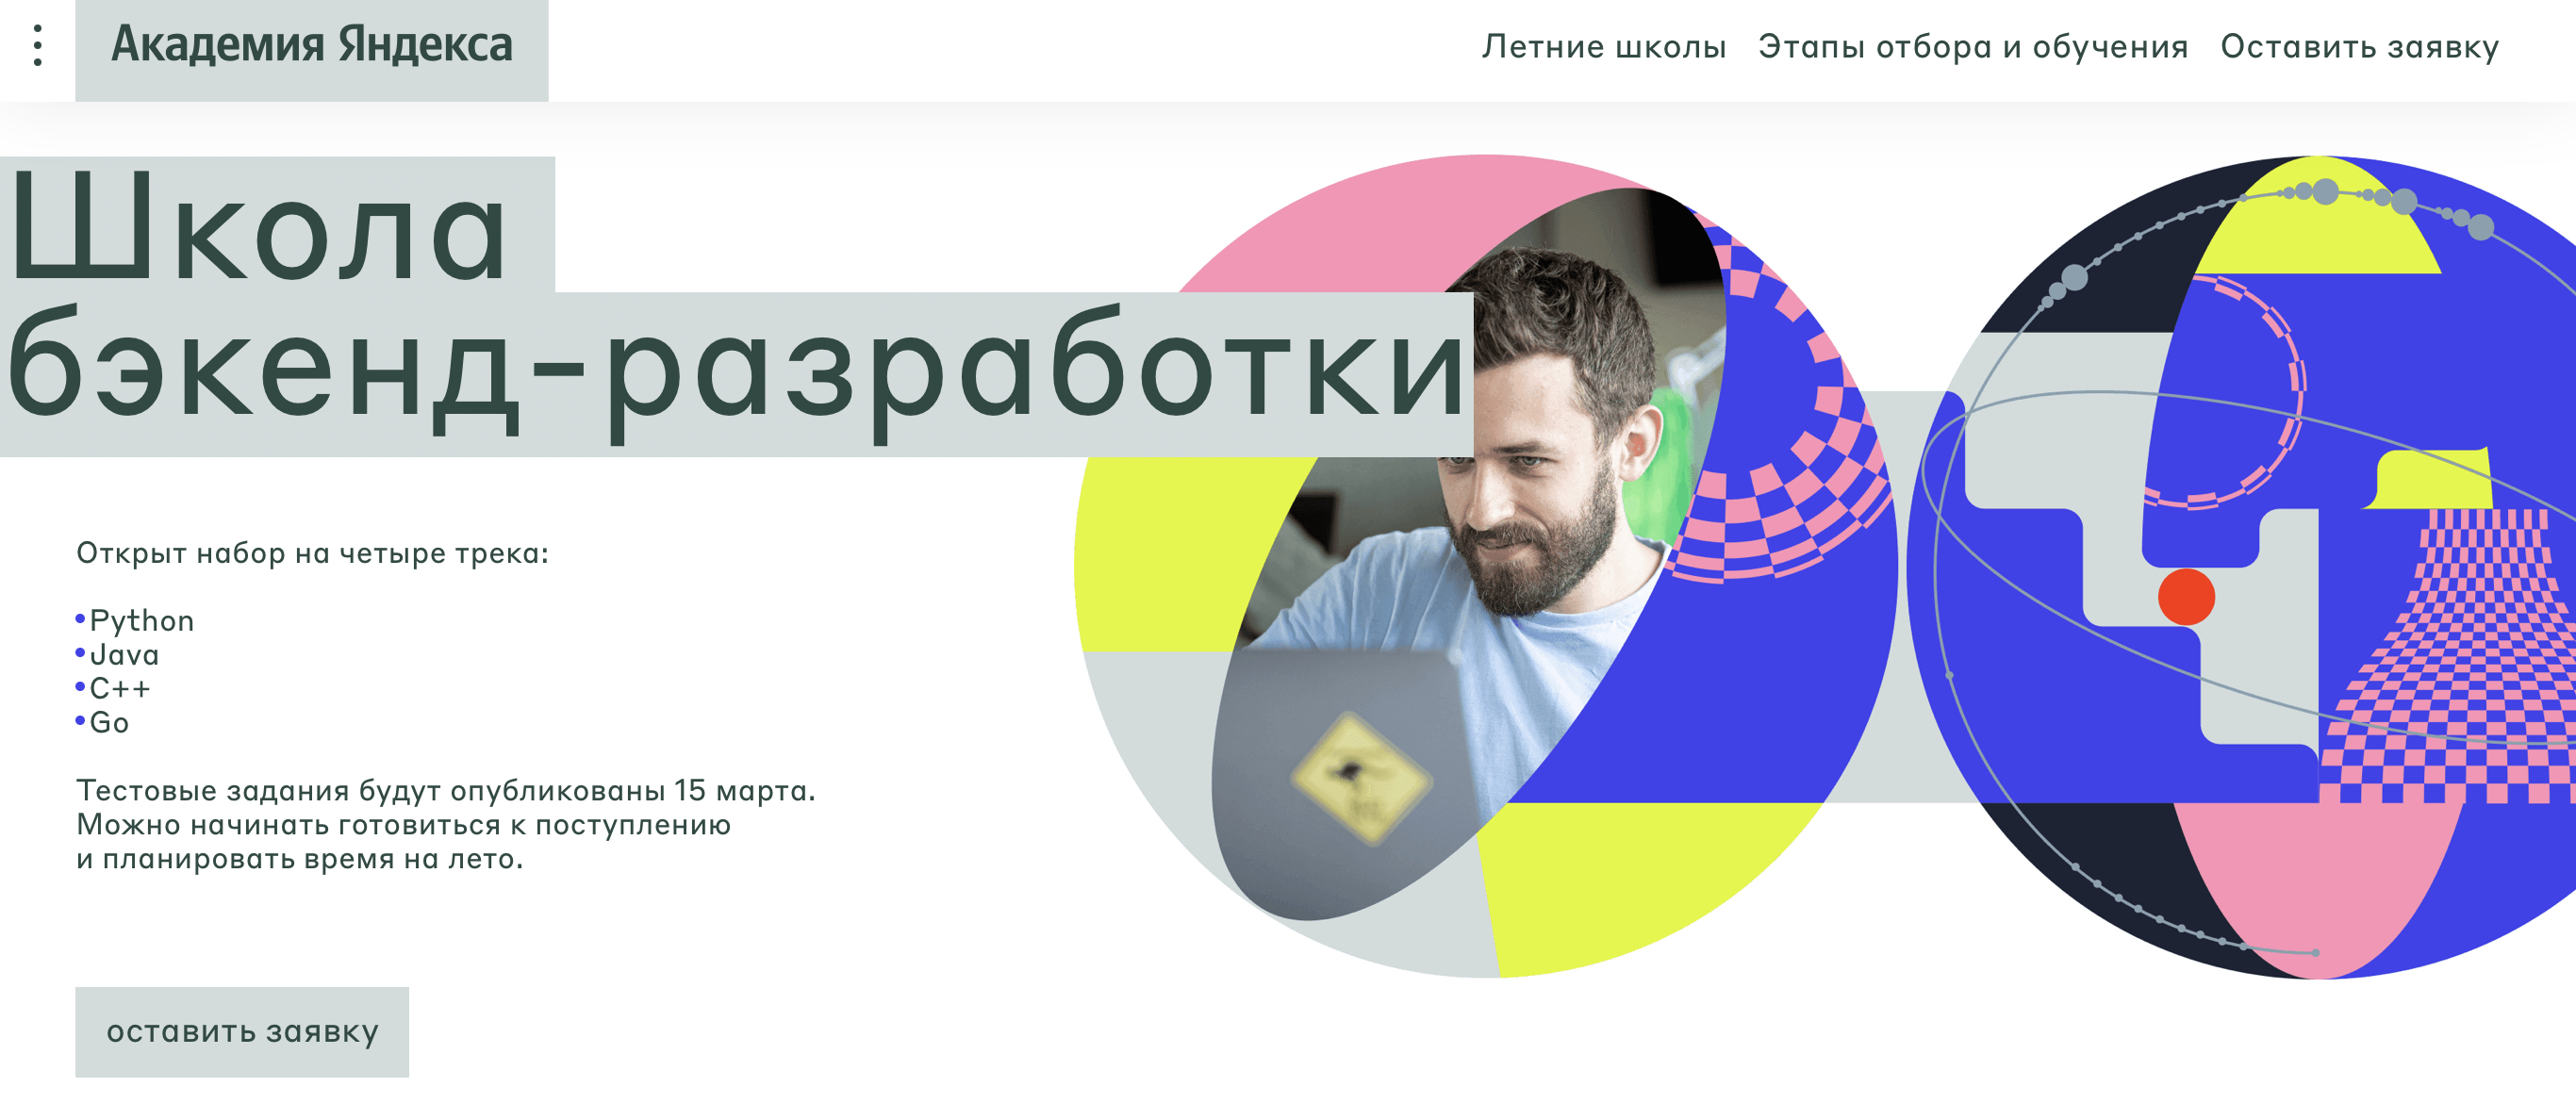 Академия Яндекса
Летние школы
Этапы отбора и обучения
Оставить заявку
Школа
бэкенд-разработки
Открыт набор на четыре трека:
Python
Java
C++
Go
Тестовые задания будут опубликованы 15 марта.
Можно начинать готовиться к поступлению
и планировать время на лето.
оставить заявку